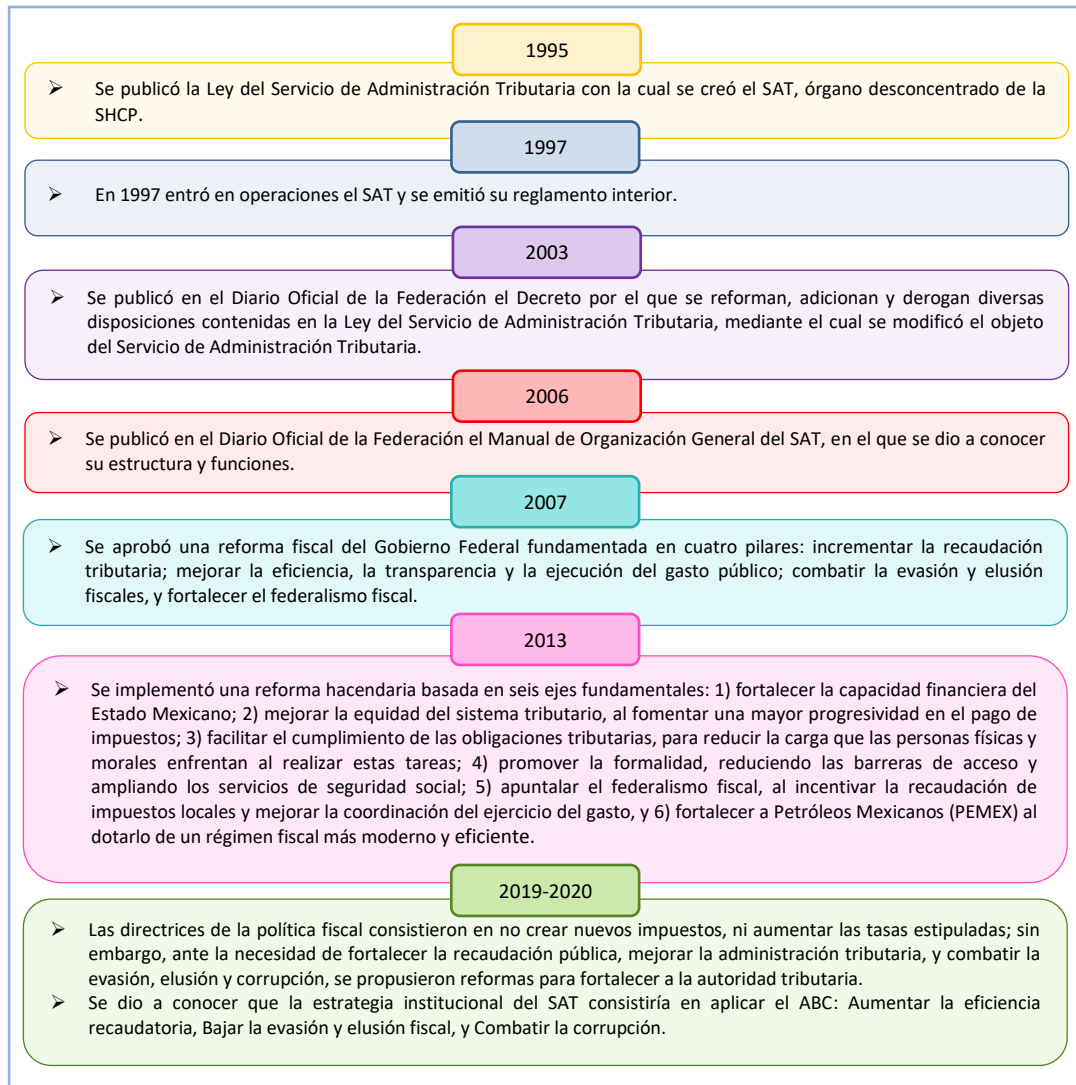 1995
➢ Se publicó la Ley del Servicio de Administración Tributaria con la cual se creó el SAT, órgano desconcentrado de la
SHCP.
1997
➢ En 1997 entró en operaciones el SAT y se emitió su reglamento interior.
2003
➢ Se publicó en el Diario Oficial de la Federación el Decreto por el que se reforman, adicionan y derogan diversas
disposiciones contenidas en la Ley del Servicio de Administración Tributaria, mediante el cual se modificó el objeto
del Servicio de Administración Tributaria.
2006
➢ Se publicó en el Diario Oficial de la Federación el Manual de Organización General del SAT, en el que se dio a conocer
su estructura y funciones.
2007
➢ Se aprobó una reforma fiscal del Gobierno Federal fundamentada en cuatro pilares: incrementar la recaudación
tributaria; mejorar la eficiencia, la transparencia y la ejecución del gasto público; combatir la evasión y elusión
fiscales, y fortalecer el federalismo fiscal.
2013
➢ Se implementó una reforma hacendaria basada en seis ejes fundamentales: 1) fortalecer la capacidad financiera del
Estado Mexicano; 2) mejorar la equidad del sistema tributario, al fomentar una mayor progresividad en el pago de
impuestos; 3) facilitar el cumplimiento de las obligaciones tributarias, para reducir la carga que las personas físicas y
morales enfrentan al realizar estas tareas; 4) promover la formalidad, reduciendo las barreras de acceso y
ampliando los servicios de seguridad social; 5) apuntalar el federalismo fiscal, al incentivar la recaudación de
impuestos locales y mejorar la coordinación del ejercicio del gasto, y 6) fortalecer a Petróleos Mexicanos (PEMEX) al
dotarlo de un régimen fiscal más moderno y eficiente.
2019-2020
➢ Las directrices de la política fiscal consistieron en no crear nuevos impuestos, ni aumentar las tasas estipuladas; sin
embargo, ante la necesidad de fortalecer la recaudación pública, mejorar la administración tributaria, y combatir la
evasión, elusión y corrupción, se propusieron reformas para fortalecer a la autoridad tributaria.
➢ Se dio a conocer que la estrategia institucional del SAT consistiría en aplicar el ABC: Aumentar la eficiencia
recaudatoria, Bajar la evasión y elusión fiscal, y Combatir la corrupción.